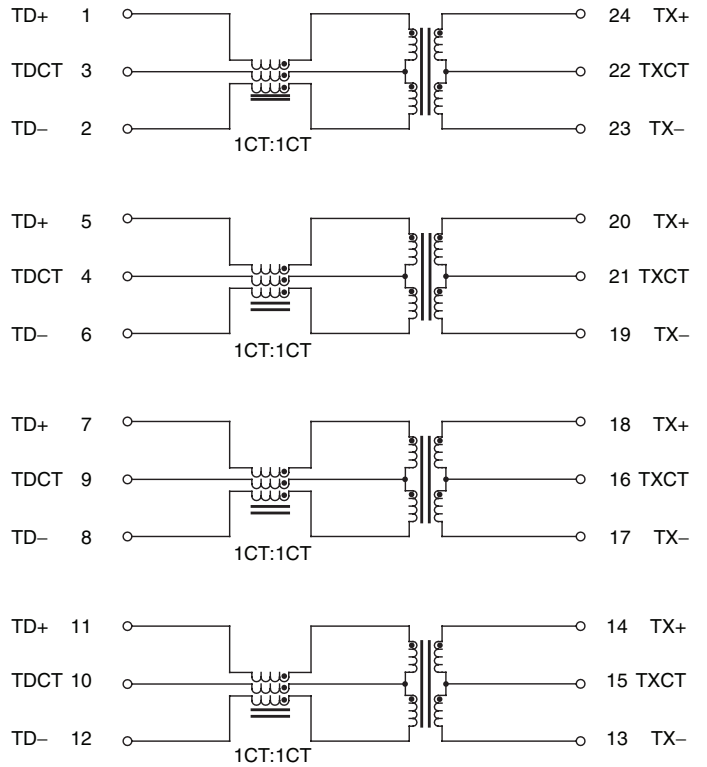 TD+ 1 24 TX+
TDCT 3 22 TXCT
TD– 2 23 TX–
1CT:1CT
TD+ 5 20 TX+
TDCT 4 21 TXCT
TD– 6 19 TX–
1CT:1CT
TD+ 7 18 TX+
TDCT 9 16 TXCT
TD– 8 17 TX–
1CT:1CT
TD+ 11 14 TX+
TDCT 10 15 TXCT
TD– 12 13 TX–
1CT:1CT